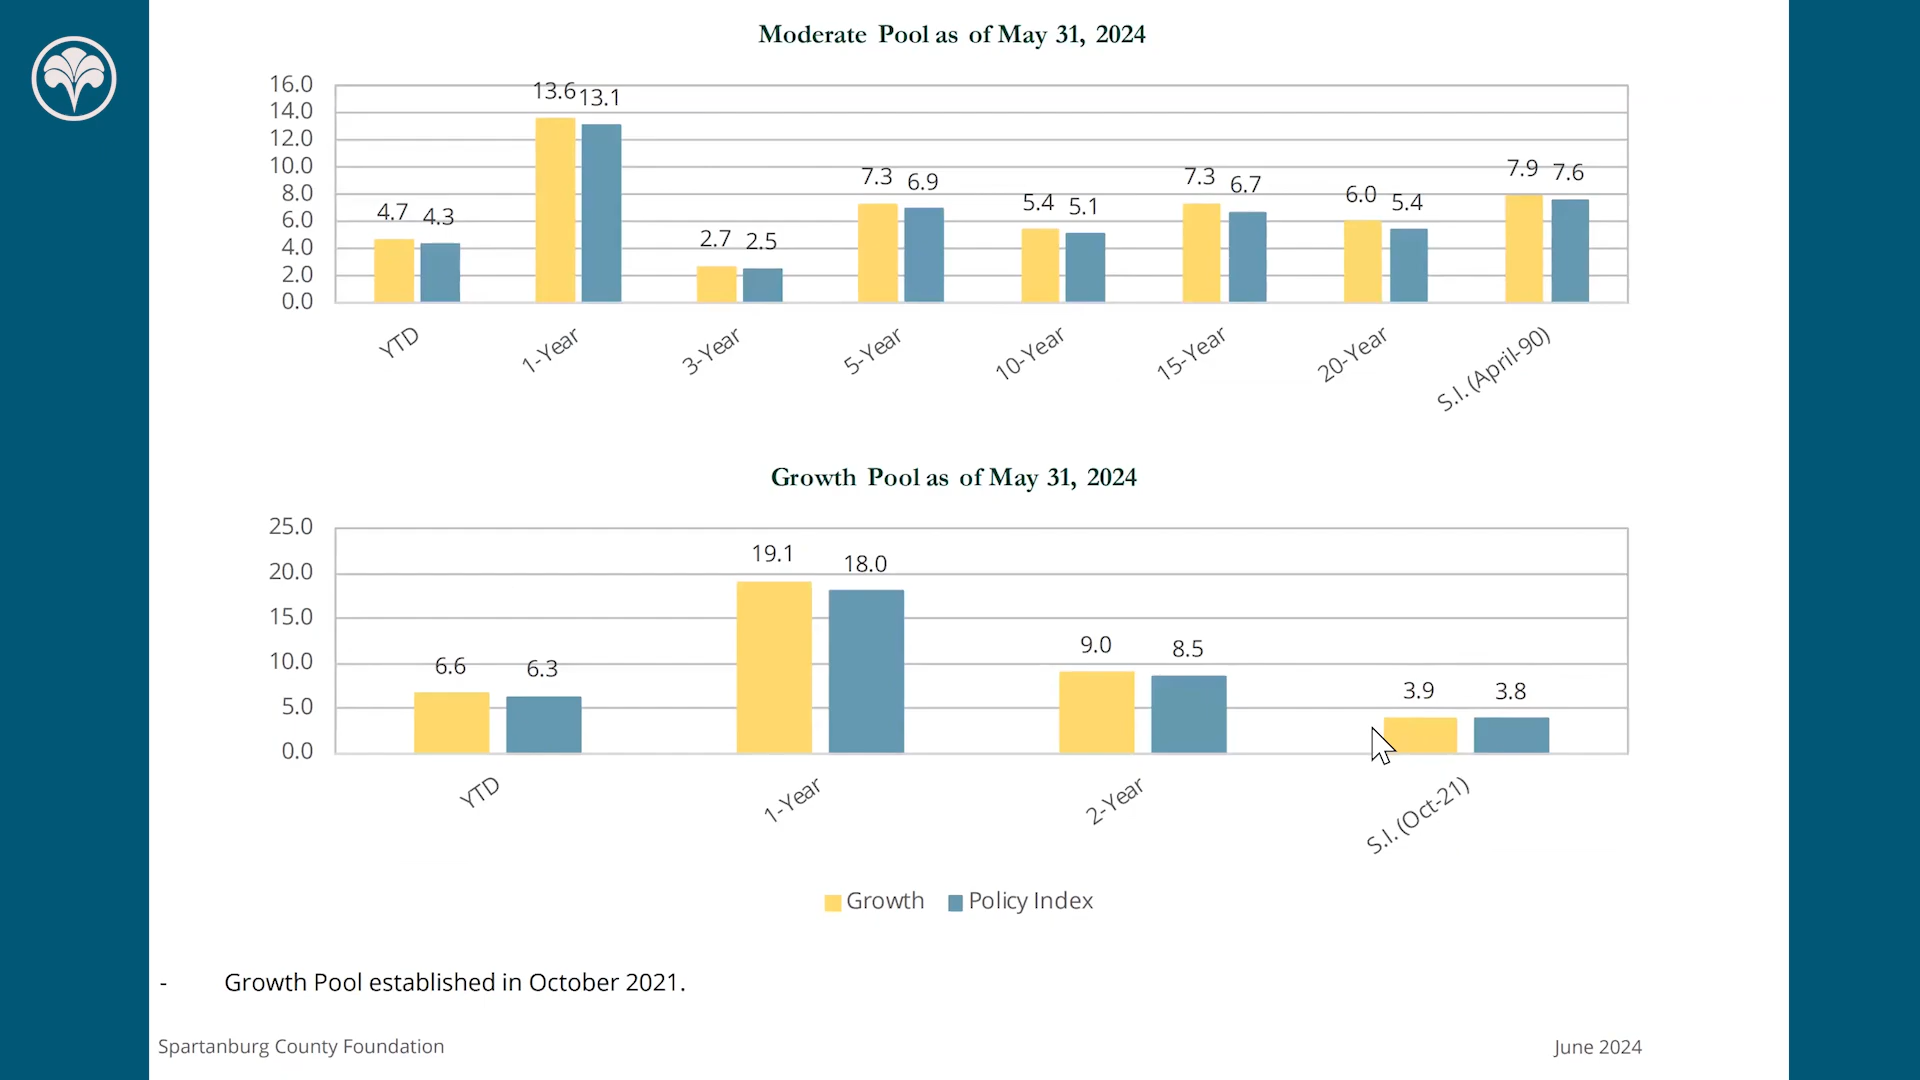 Moderate Pool as of May 31, 2024
16.0
14.0
12.0
10.0
8.0
6.0
4.0
2.0
0.0
4.7 4.3
13.6 13.1
2.7 2.5
7.3 6.9
5.4 5.1
7.3 6.7
6.0 5.4
7.9 7.6
YTD
1-Year
3-Year
5-Year
10-Year
15-Year
20-Year
S.I. (April-90)
Growth Pool as of May 31, 2024
25.0
20.0
15.0
10.0
5.0
0.0
6.6 6.3
19.1 18.0
9.0 8.5
3.9 3.8
YTD
1-Year
2-Year
S.I. (Oct-21)
Growth Policy Index
- Growth Pool established in October 2021.
Spartanburg County Foundation
June 2024